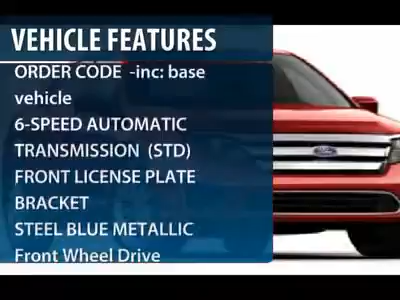 VEHICLE FEATURES
ORDER CODE -inc: base
vehicle
6-SPEED AUTOMATIC
TRANSMISSION (STD)
FRONT LICENSE PLATE
BRACKET
STEEL BLUE METALLIC
Front Wheel Drive
Ford